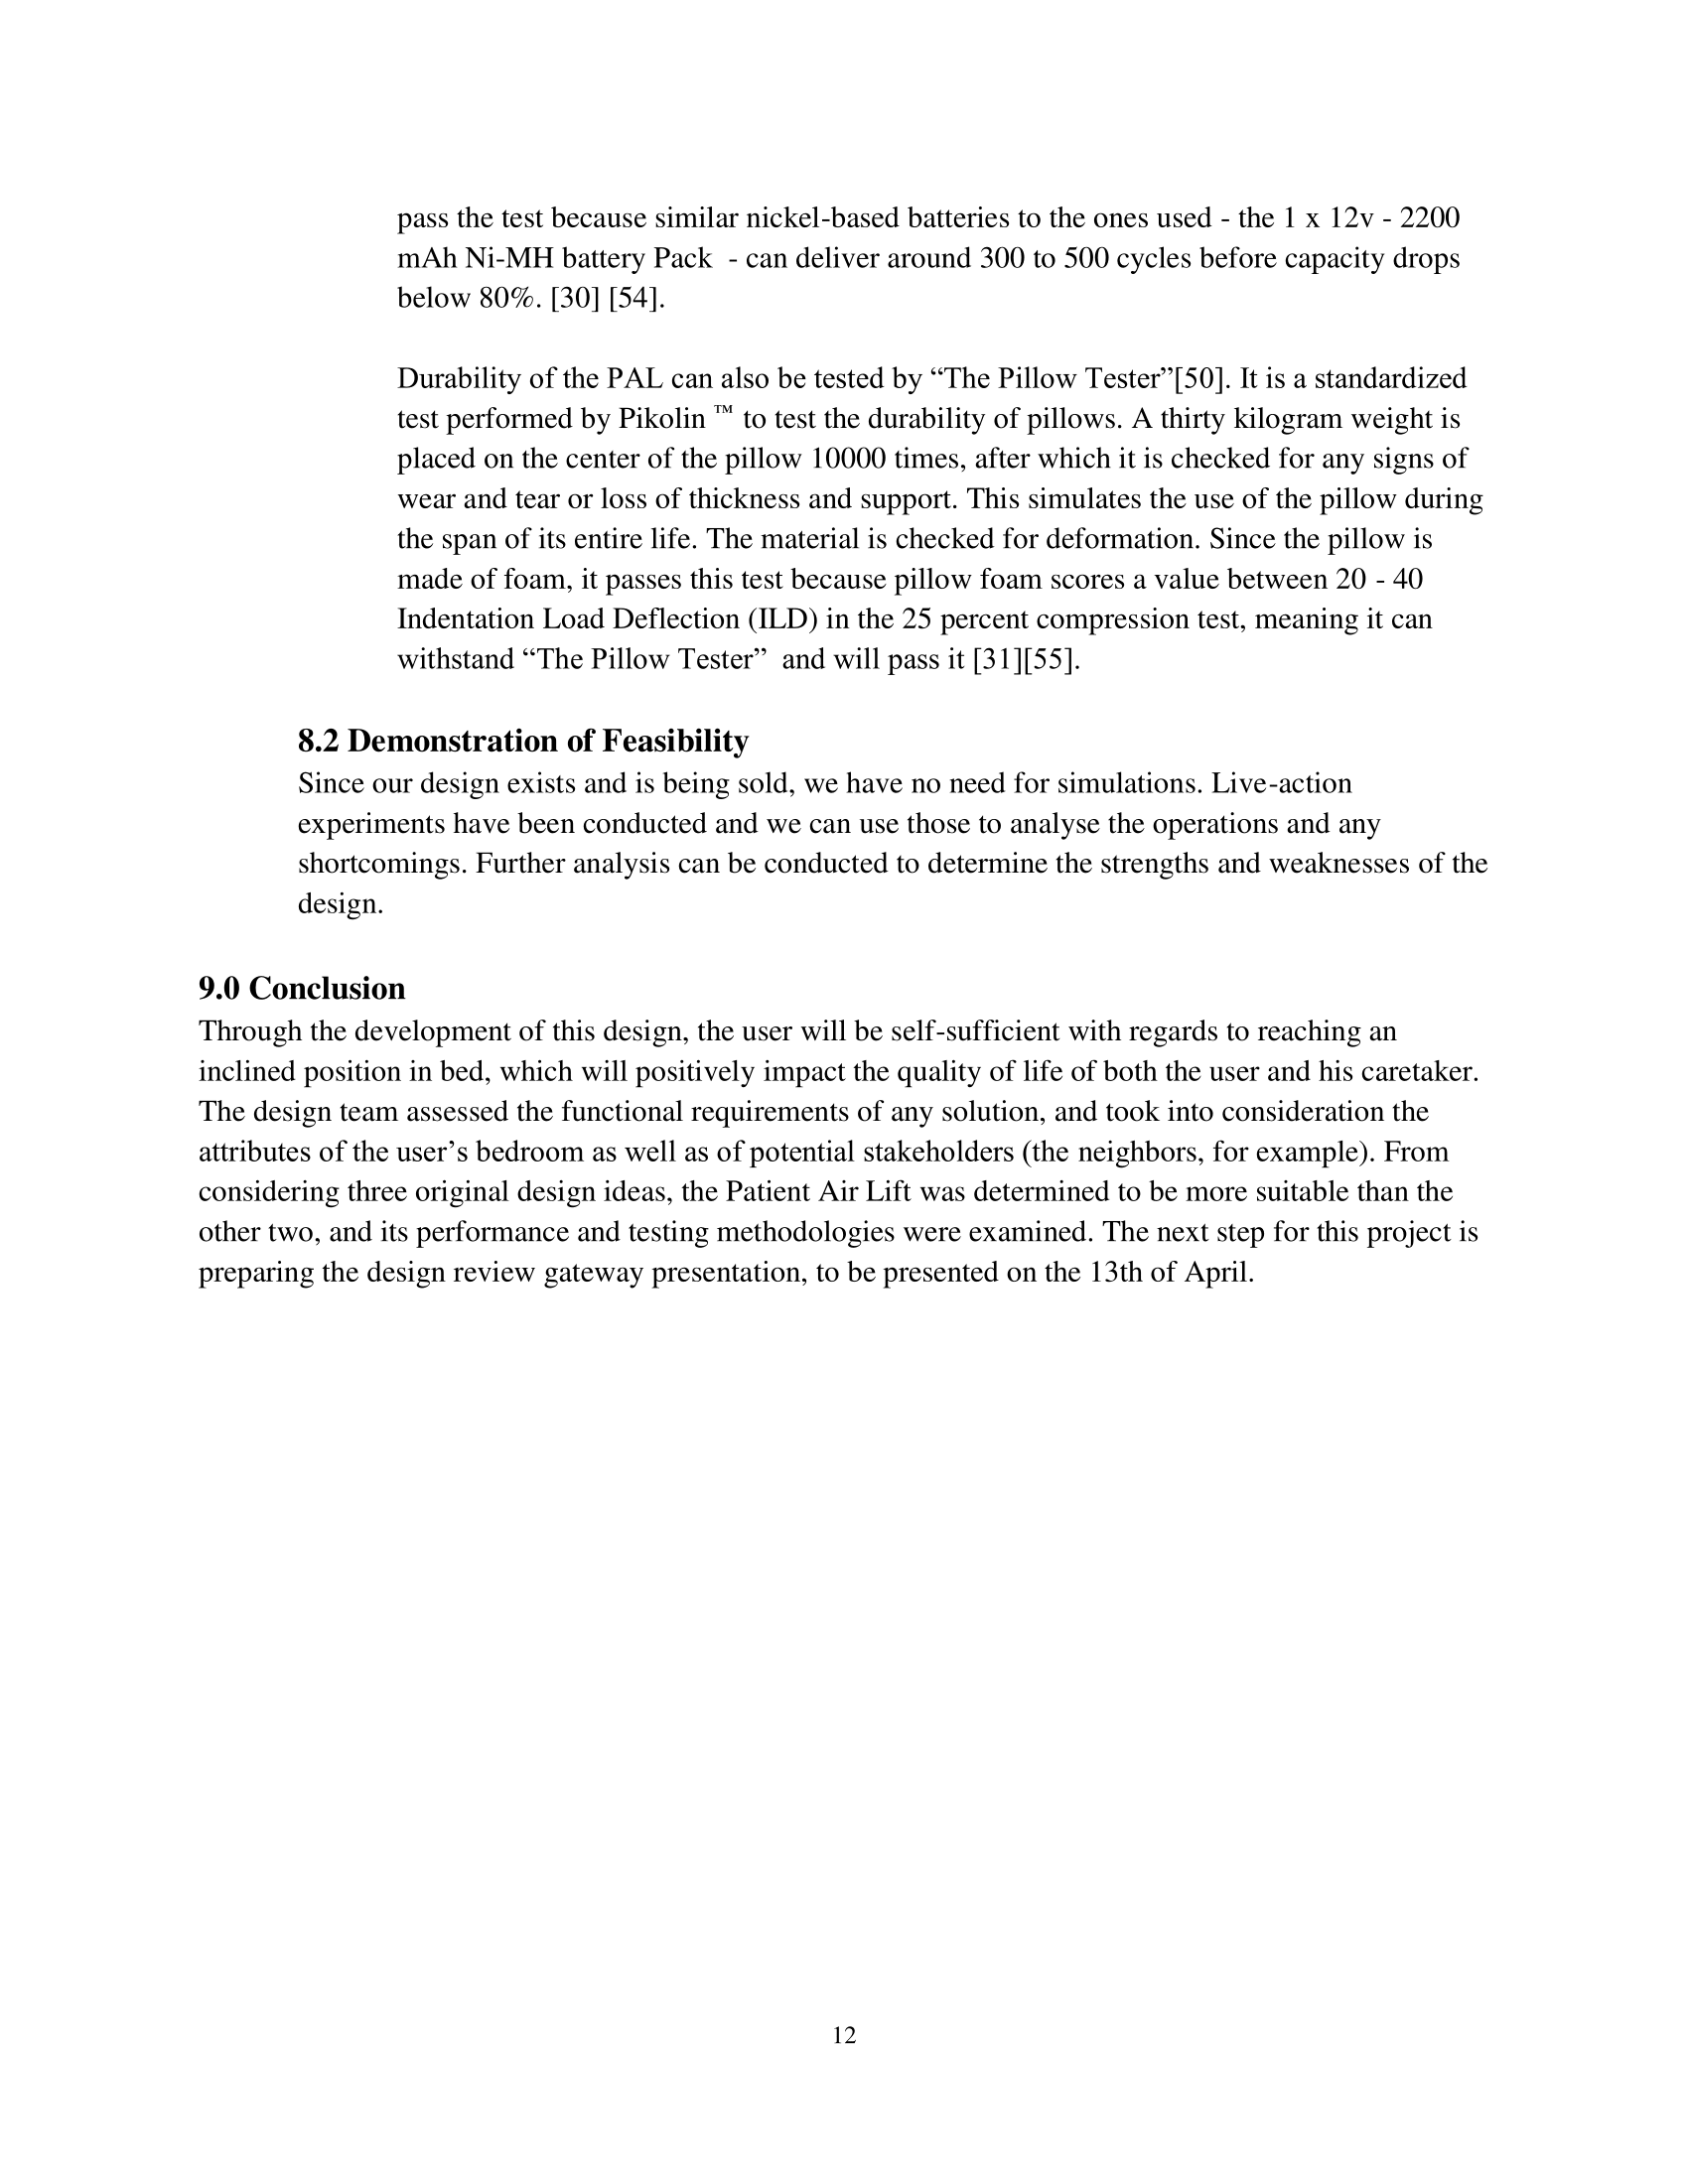 pass the test because similar nickel-based batteries to the ones used - the 1 x 12v - 2200
mAh Ni-MH battery Pack  - can deliver around 300 to 500 cycles before capacity drops
below 80%. [30] [54].
Durability of the PAL can also be tested by “The Pillow Tester”[50]. It is a standardized
test performed by Pikolin ™ to test the durability of pillows. A thirty kilogram weight is
placed on the center of the pillow 10000 times, after which it is checked for any signs of
wear and tear or loss of thickness and support. This simulates the use of the pillow during
the span of its entire life. The material is checked for deformation. Since the pillow is
made of foam, it passes this test because pillow foam scores a value between 20 - 40
Indentation Load Deflection (ILD) in the 25 percent compression test, meaning it can
withstand “The Pillow Tester”  and will pass it [31][55].
8.2 Demonstration of Feasibility
Since our design exists and is being sold, we have no need for simulations. Live-action
experiments have been conducted and we can use those to analyse the operations and any
shortcomings. Further analysis can be conducted to determine the strengths and weaknesses of the
design.
9.0 Conclusion
Through the development of this design, the user will be self-sufficient with regards to reaching an
inclined position in bed, which will positively impact the quality of life of both the user and his caretaker.
The design team assessed the functional requirements of any solution, and took into consideration the
attributes of the user’s bedroom as well as of potential stakeholders (the neighbors, for example). From
considering three original design ideas, the Patient Air Lift was determined to be more suitable than the
other two, and its performance and testing methodologies were examined. The next step for this project is
preparing the design review gateway presentation, to be presented on the 13th of April.
12